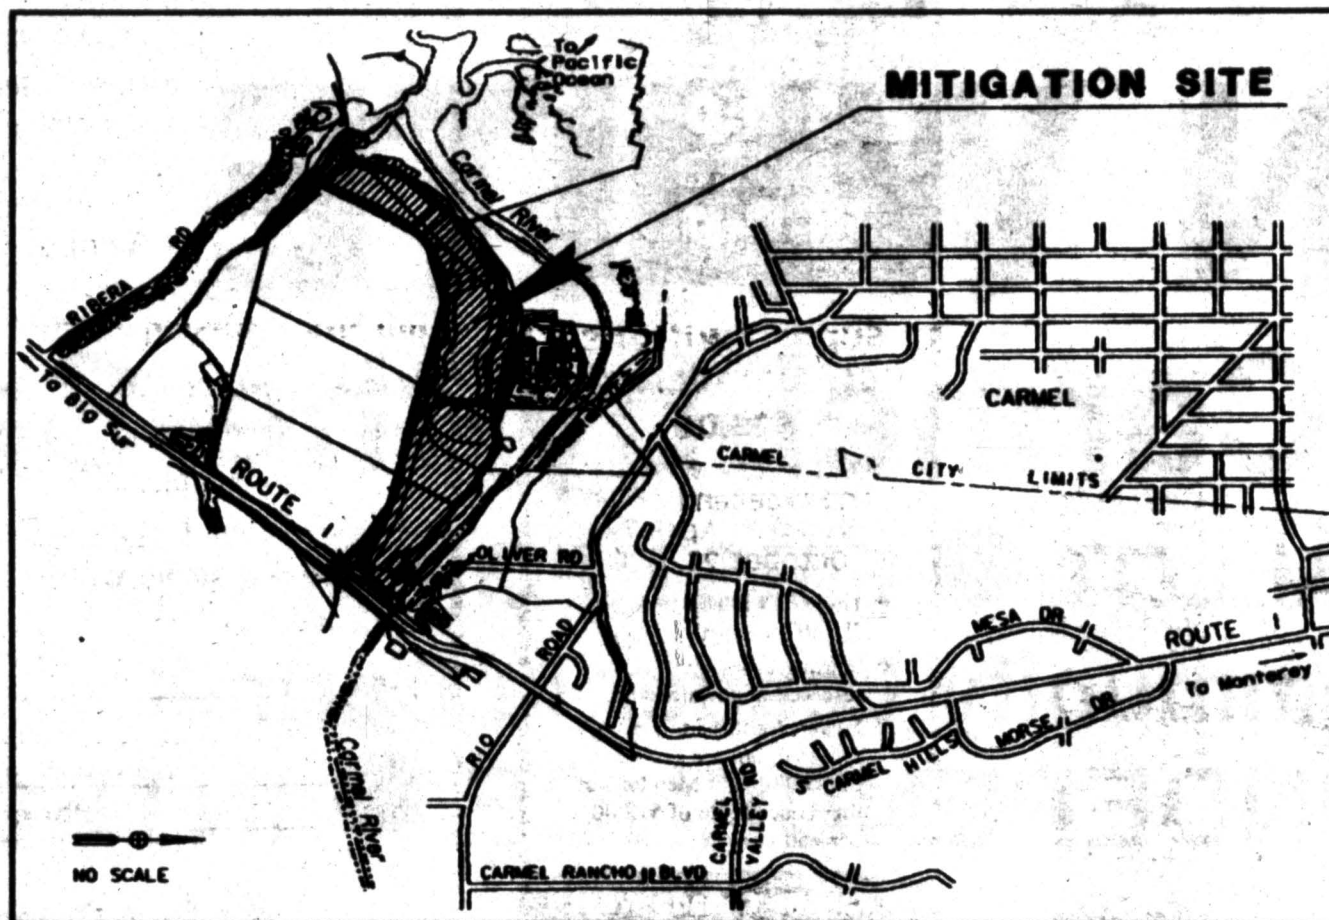 To
Pacific
Ocean
MITIGATION SITE
Carmel River
RIBERA RD
To Big Sur
ROUTE 1
CARMEL
CARMEL CITY LIMITS
OLIVER RD
RIO ROAD
MESA DR
ROUTE 1
To Monterey
MORSE DR
S CARMEL HILLS
Carmel River
CARMEL VALLEY RD
CARMEL RANCHO BLVD
NO SCALE